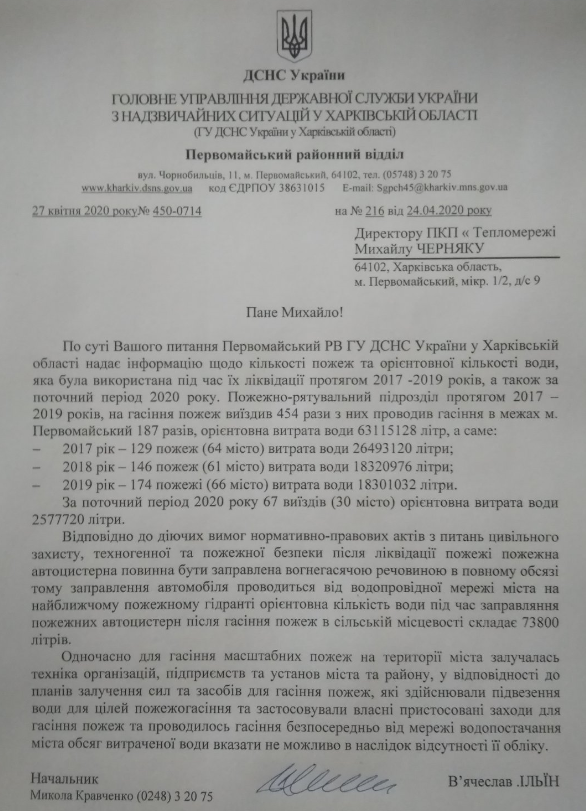 ДСНС України
ГОЛОВНЕ УПРАВЛІННЯ ДЕРЖАВНОЇ СЛУЖБИ УКРАЇНИ
З НАДЗВИЧАЙНИХ СИТУАЦІЙ У ХАРКІВСЬКІЙ ОБЛАСТІ
(ГУ ДСНС України у Харківській області)
Первомайський районний відділ
вул. Чорнобильців, 11, м. Первомайський, 64102, тел. (05748) 3 20 75
www.kharkiv.dsns.gov.ua код ЄДРПОУ 38631015 E-mail: Sgpch45@kharkiv.mns.gov.ua
27 квітня 2020 року№ 450-0714 на № 216 від 24.04.2020 року
Директору ПКП « Тепломережі
Михайлу ЧЕРНЯКУ
64102, Харківська область,
м. Первомайський, мікр. 1/2, д/с 9
Пане Михайло!
По суті Вашого питання Первомайський РВ ГУ ДСНС України у Харківській
області надає інформацію щодо кількості пожеж та орієнтовної кількості води,
яка була використана під час їх ліквідації протягом 2017 -2019 років, а також за
поточний період 2020 року. Пожежно-рятувальний підрозділ протягом 2017 –
2019 років, на гасіння пожеж виїздив 454 рази з них проводив гасіння в межах м.
Первомайський 187 разів, орієнтовна витрата води 63115128 літр, а саме:
– 2017 рік – 129 пожеж (64 місто) витрата води 26493120 літри;
– 2018 рік – 146 пожеж (61 місто) витрата води 18320976 літри;
– 2019 рік – 174 пожежі (66 місто) витрата води 18301032 літри.
За поточний період 2020 року 67 виїздів (30 місто) орієнтовна витрата води
2577720 літри.
Відповідно до діючих вимог нормативно-правових актів з питань цивільного
захисту, техногенної та пожежної безпеки після ліквідації пожежі пожежна
автоцистерна повинна бути заправлена вогнегасячою речовиною в повному обсязі
тому заправлення автомобіля проводиться від водопровідної мережі міста на
найближчому пожежному гідранті орієнтовна кількість води під час заправляння
пожежних автоцистерн після гасіння пожеж в сільській місцевості складає 73800
літрів.
Одночасно для гасіння масштабних пожеж на території міста залучалась
техніка організацій, підприємств та установ міста та району, у відповідності до
планів залучення сил та засобів для гасіння пожеж, які здійснювали підвезення
води для цілей пожежогасіння та застосовували власні пристосовані заходи для
гасіння пожеж та проводилось гасіння безпосередньо від мережі водопостачання
міста обсяг витраченої води вказати не можливо в наслідок відсутності її обліку.
Начальник В’ячеслав .ІЛЬЇН
Микола Кравченко (0248) 3 20 75